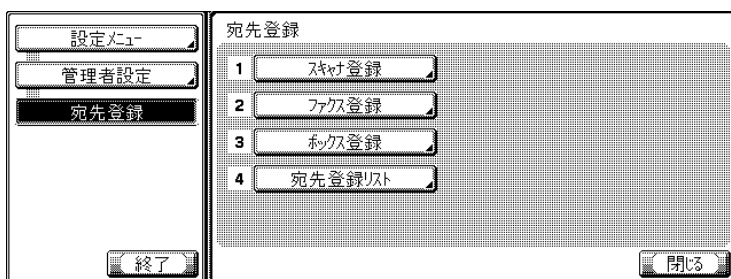 設定メニュー
管理者設定
宛先登録
終了
宛先登録
1 スキャナ登録
2 ファクス登録
3 ボックス登録
4 宛先登録リスト
閉じる